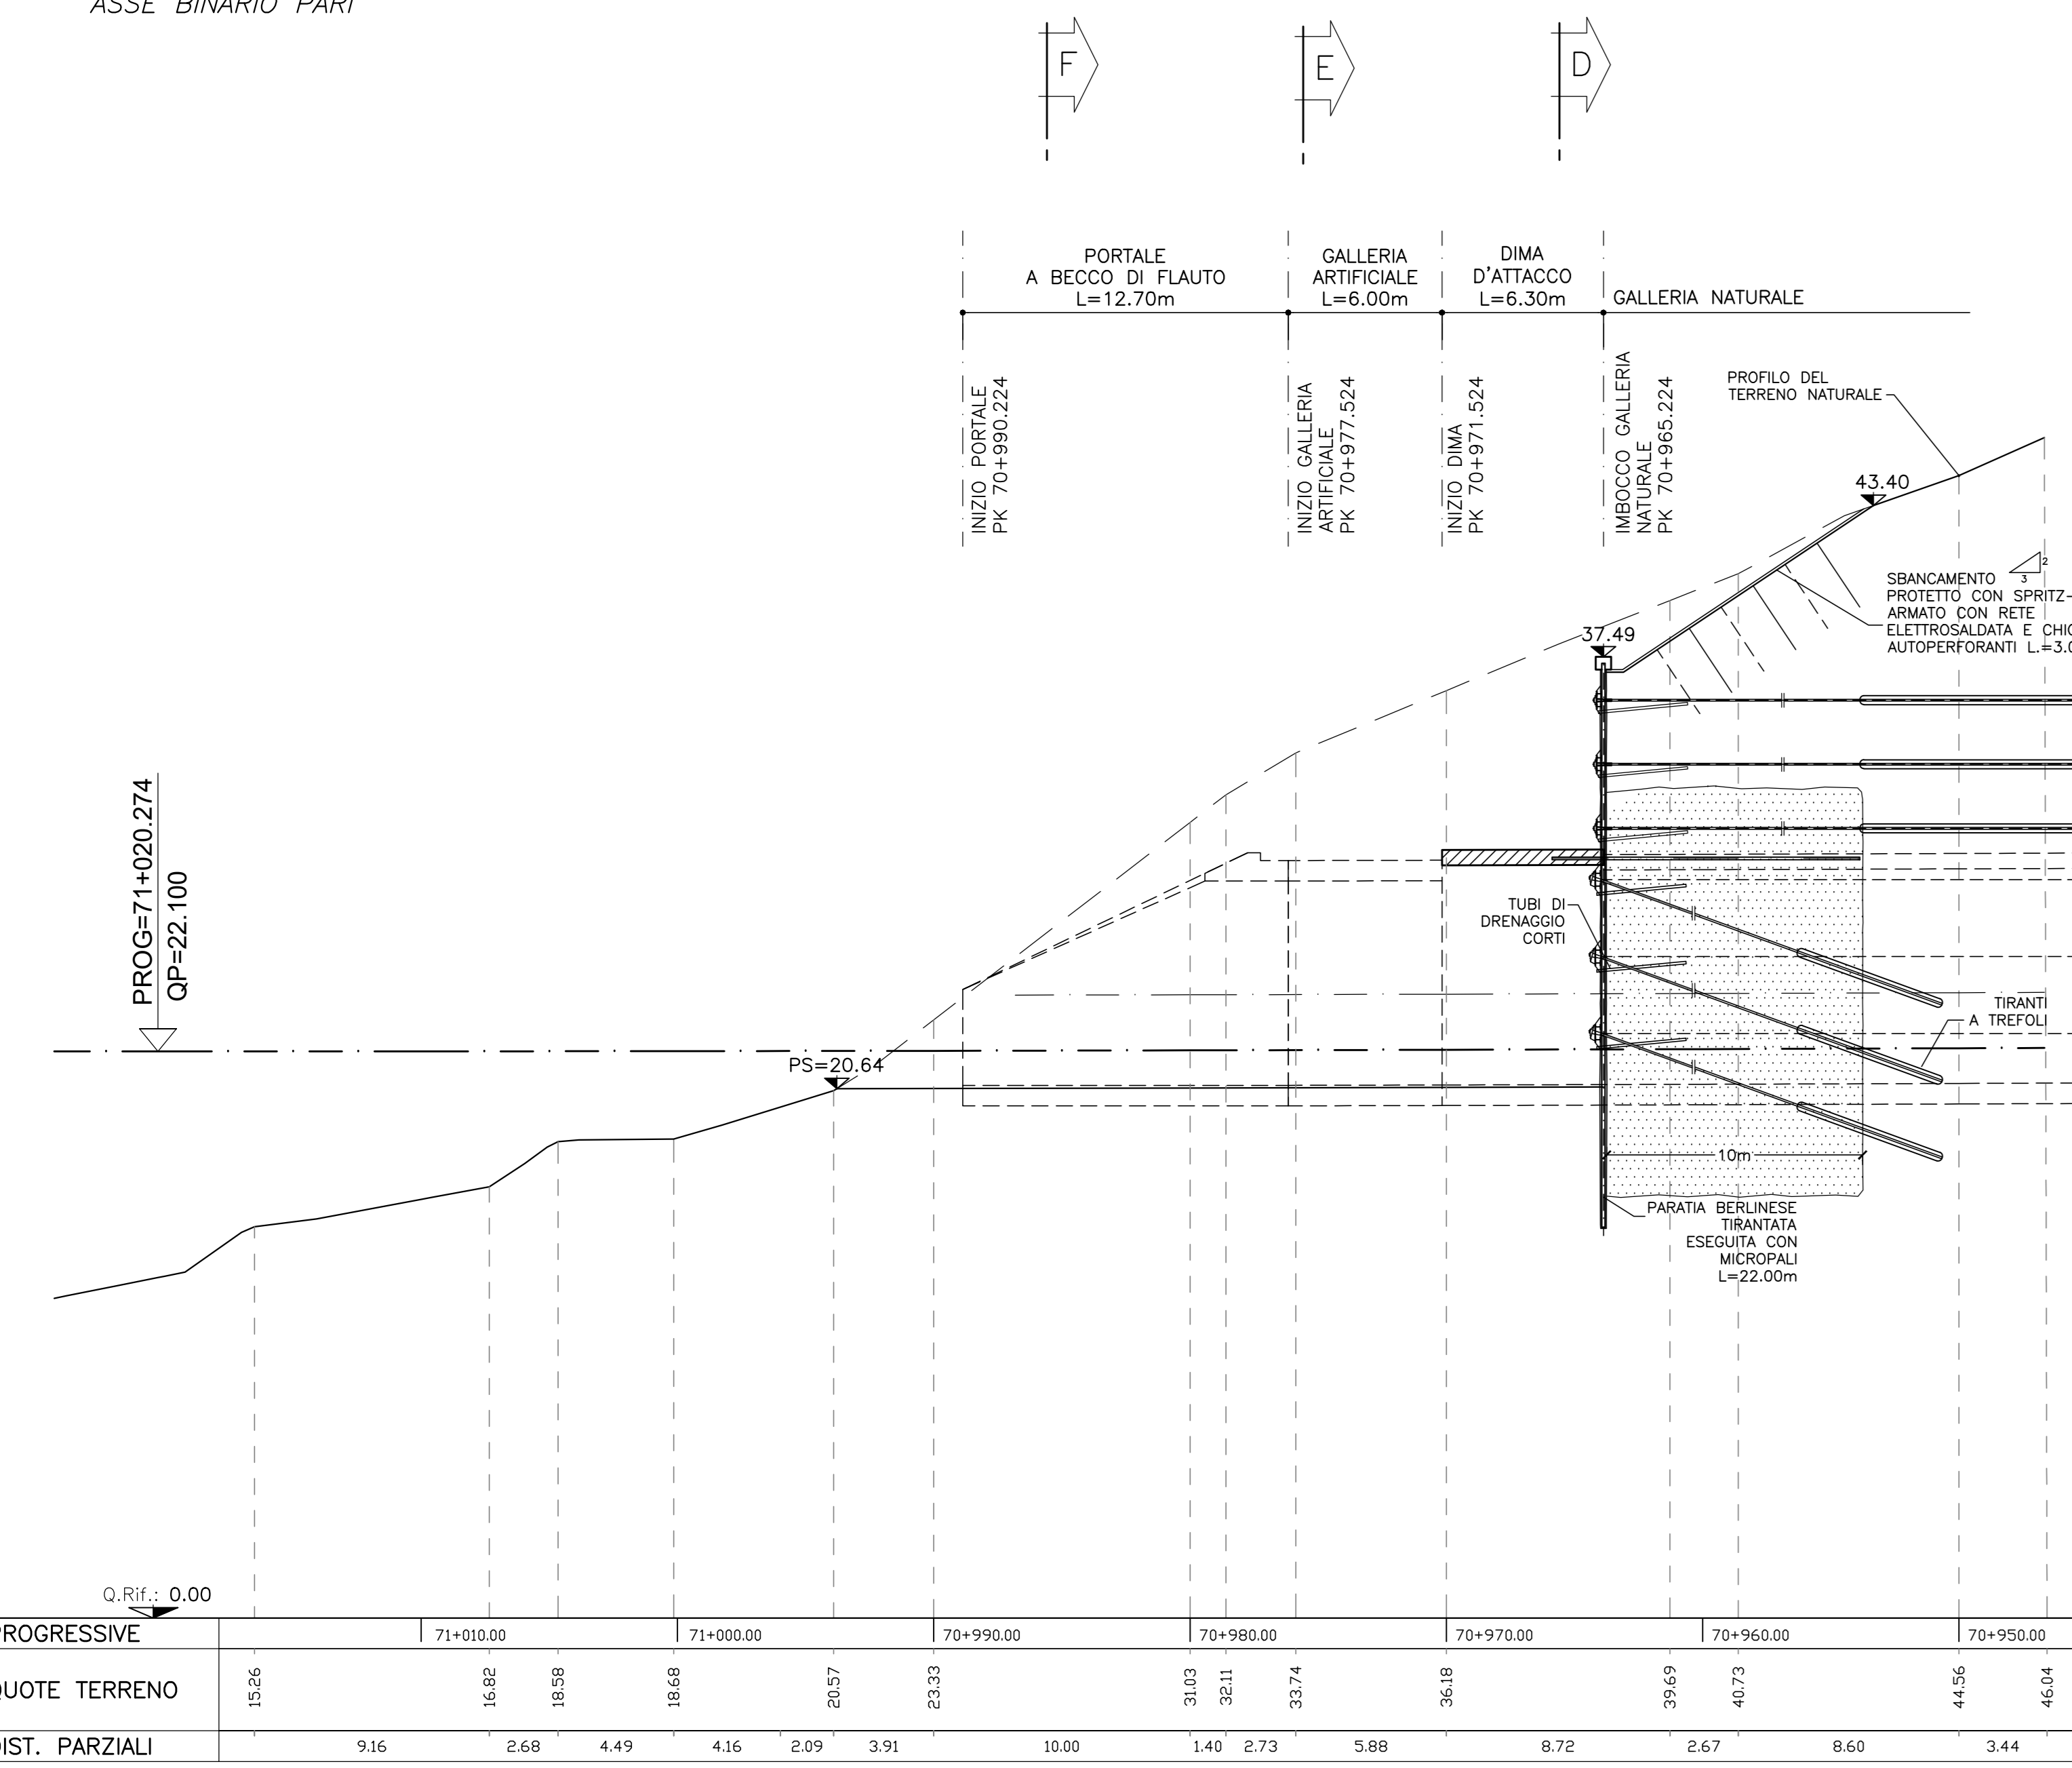 ASSE BINARIO PARI
F
E
D
PORTALE
A BECCO DI FLAUTO
L=12.70m
GALLERIA
ARTIFICIALE
L=6.00m
DIMA
D'ATTACCO
L=6.30m
GALLERIA NATURALE
INIZIO PORTALE
PK 70+990.224
INIZIO GALLERIA
ARTIFICIALE
PK 70+977.524
INIZIO DIMA
PK 70+971.524
IMBOCCO GALLERIA
NATURALE
PK 70+965.224
PROFILO DEL
TERRENO NATURALE
43.40
2
3
SBANCAMENTO
PROTETTO CON SPRITZ-
ARMATO CON RETE
ELETTROSALDATA E
AUTOPERFORANTI
37.49
PROG=71+020.274
QP=22.100
TUBI DI
DRENAGGIO
CORTI
TIRANTI
A TREFOLI
PS=20.64
10m
PARATIA BERLINESE
TIRANTATA
ESEGUITA CON
MICROPALI
L=22.00m
Q.Rif.: 0.00
ROGRESSIVE
71+010.00
71+000.00
70+990.00
70+980.00
70+970.00
70+960.00
70+950.00
UOTE TERRENO
15.26
16.82
18.58
18.68
20.57
23.33
31.03
32.11
33.74
36.18
39.69
40.73
44.56
46.04
IST. PARZIALI
9.16
2.68
4.49
4.16
2.09
3.91
10.00
1.40
2.73
5.88
8.72
2.67
8.60
3.44